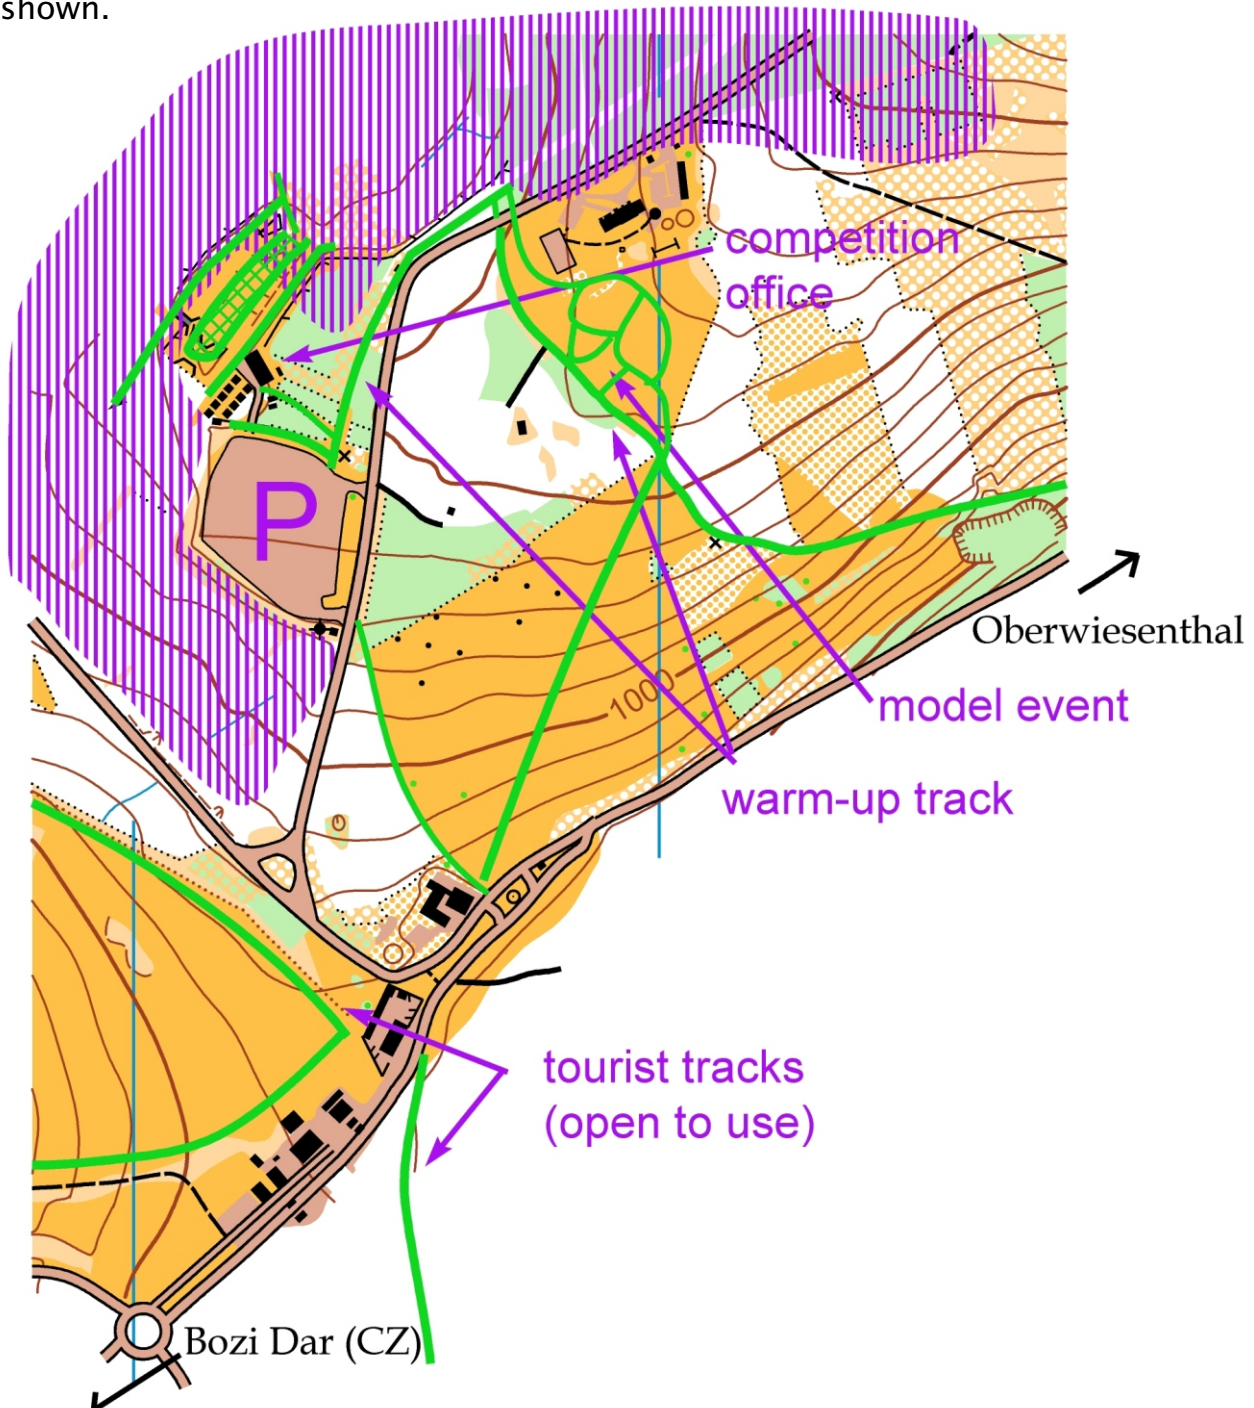 shown.
competition
office
P
Oberwiesenthal
1000
model event
warm-up track
tourist tracks
(open to use)
Bozi Dar (CZ)